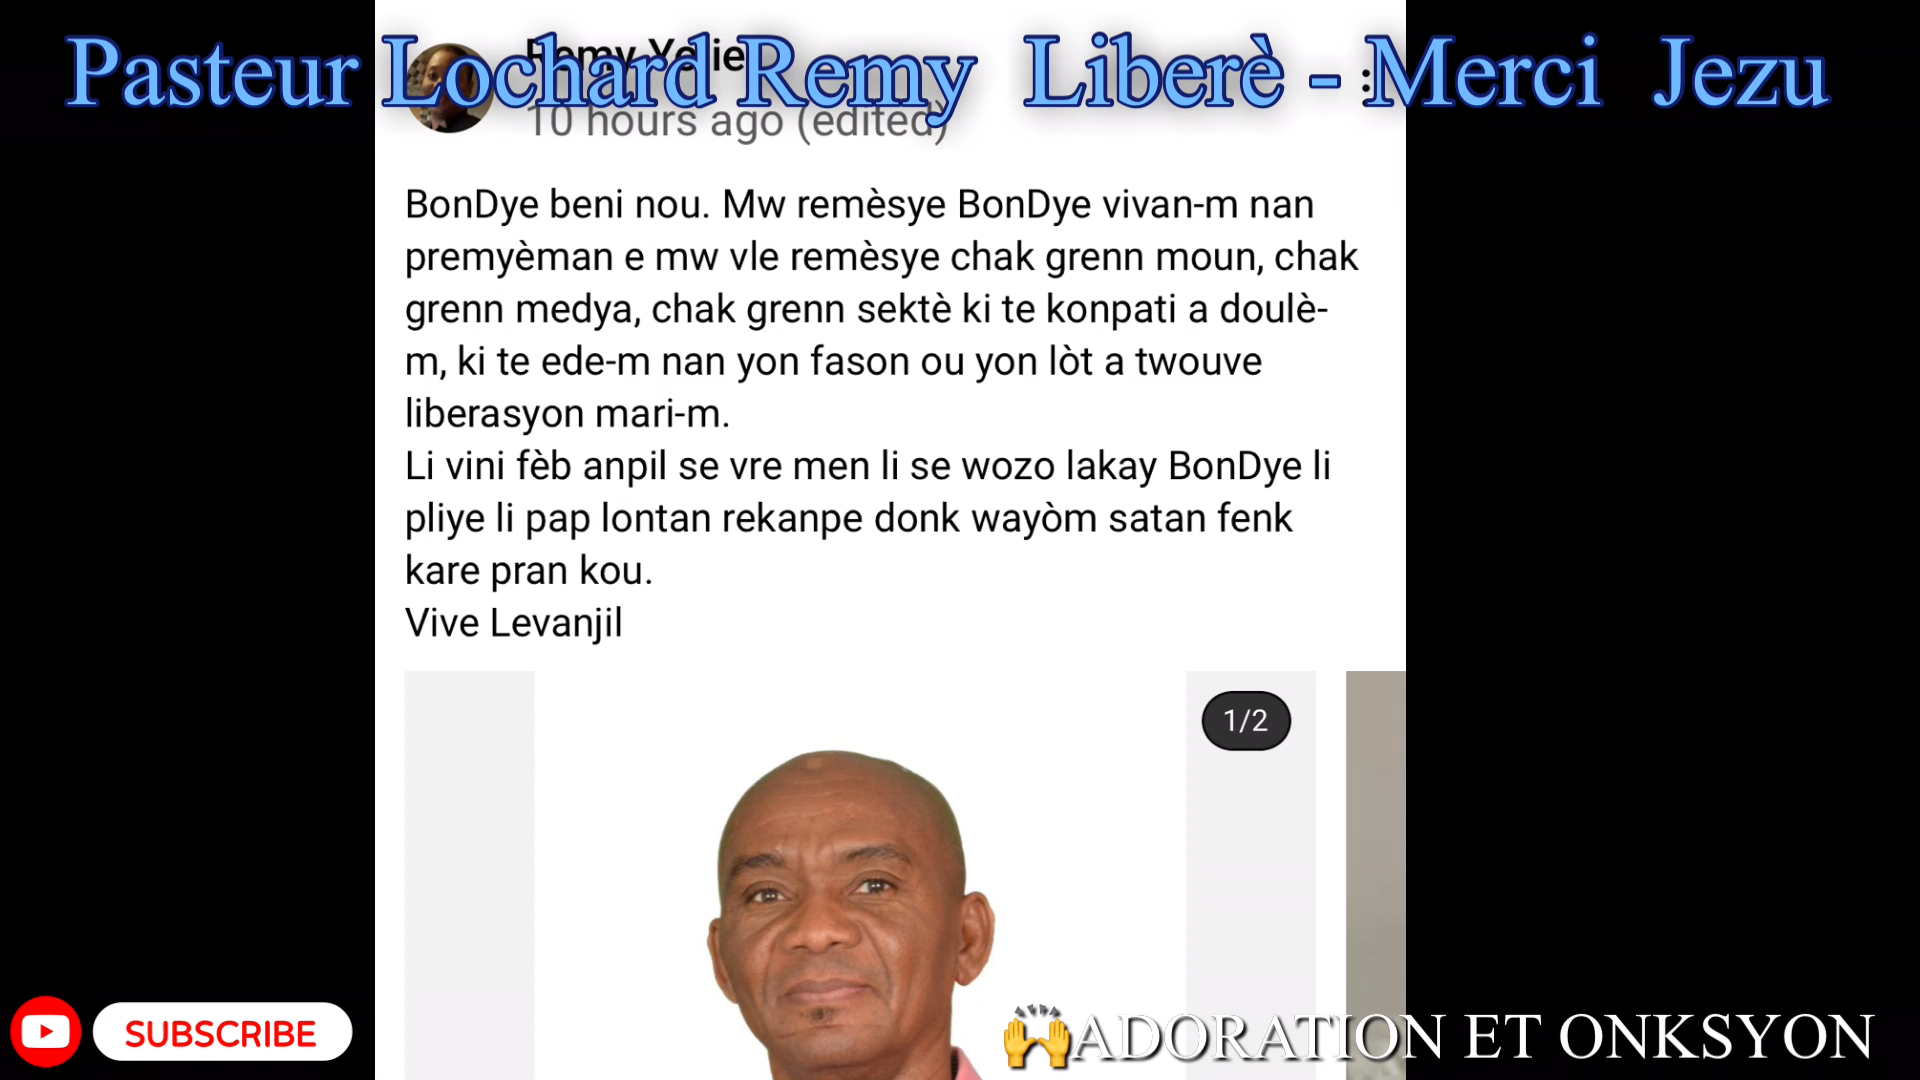 Pasteur Lochard Remy Liberè - Merci Jezu
Remy
10 hours ago (edited)
BonDye beni nou. Mw remèsye BonDye vivan-m nan
premyèman e mw vle remèsye chak grenn moun, chak
grenn medya, chak grenn sektè ki te konpati a doulè-
m, ki te ede-m nan yon fason ou yon lòt a twouve
liberasyon mari-m.
Li vini fèb anpil se vre men li se wozo lakay BonDye li
pliye li pap lontan rekanpe donk wayòm satan fenk
kare pran kou.
Vive Levanjil
1/2
SUBSCRIBE
🙌ADORATION ET ONKSYON